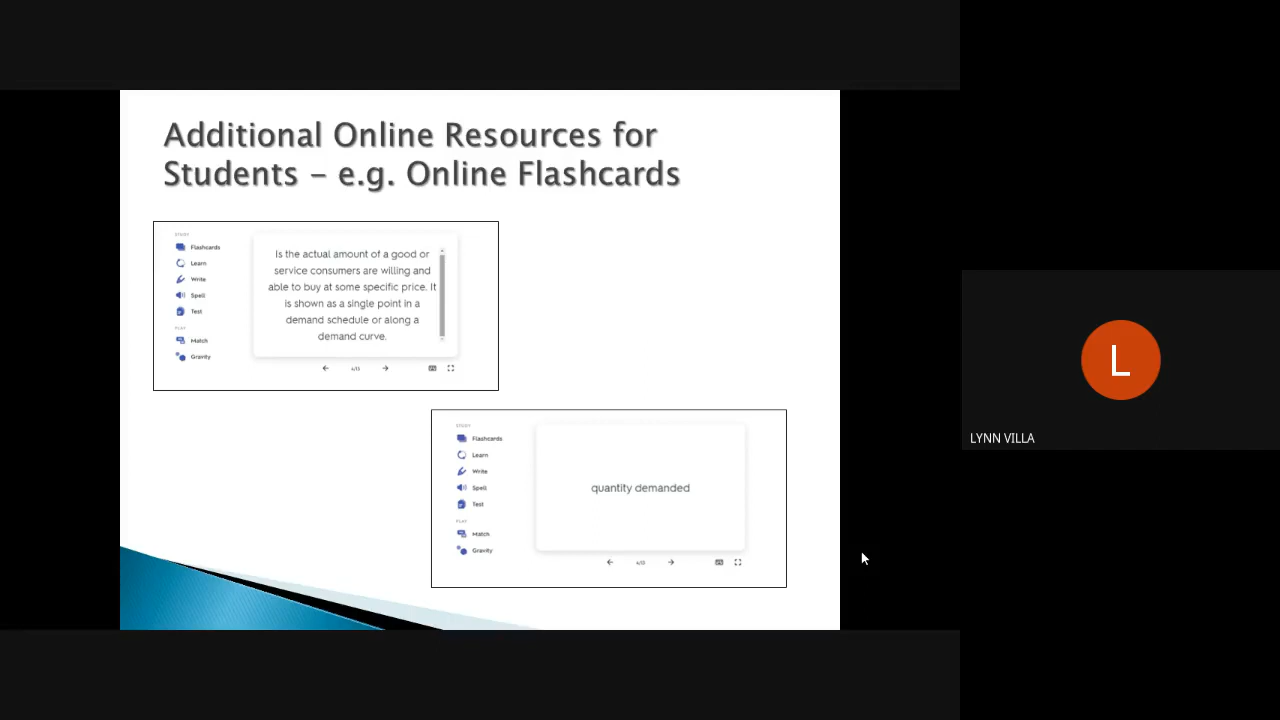 Additional Online Resources for
Students – e.g. Online Flashcards
STUDY
Flashcards
Learn
Write
Spell
Test
PLAY
Match
Gravity
Is the actual amount of a good or
service consumers are willing and
able to buy at some specific price. It
is shown as a single point in a
demand schedule or along a
demand curve.
4/13
STUDY
Flashcards
Learn
Write
Spell
Test
PLAY
Match
Gravity
quantity demanded
4/13
L
LYNN VILLA